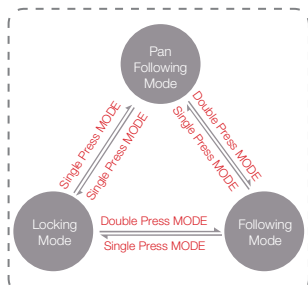 Pan
Following
Mode
Single Press MODE
Single Press MODE
Double Press MODE
Single Press MODE
Locking
Mode
Double Press MODE
Single Press MODE
Following
Mode